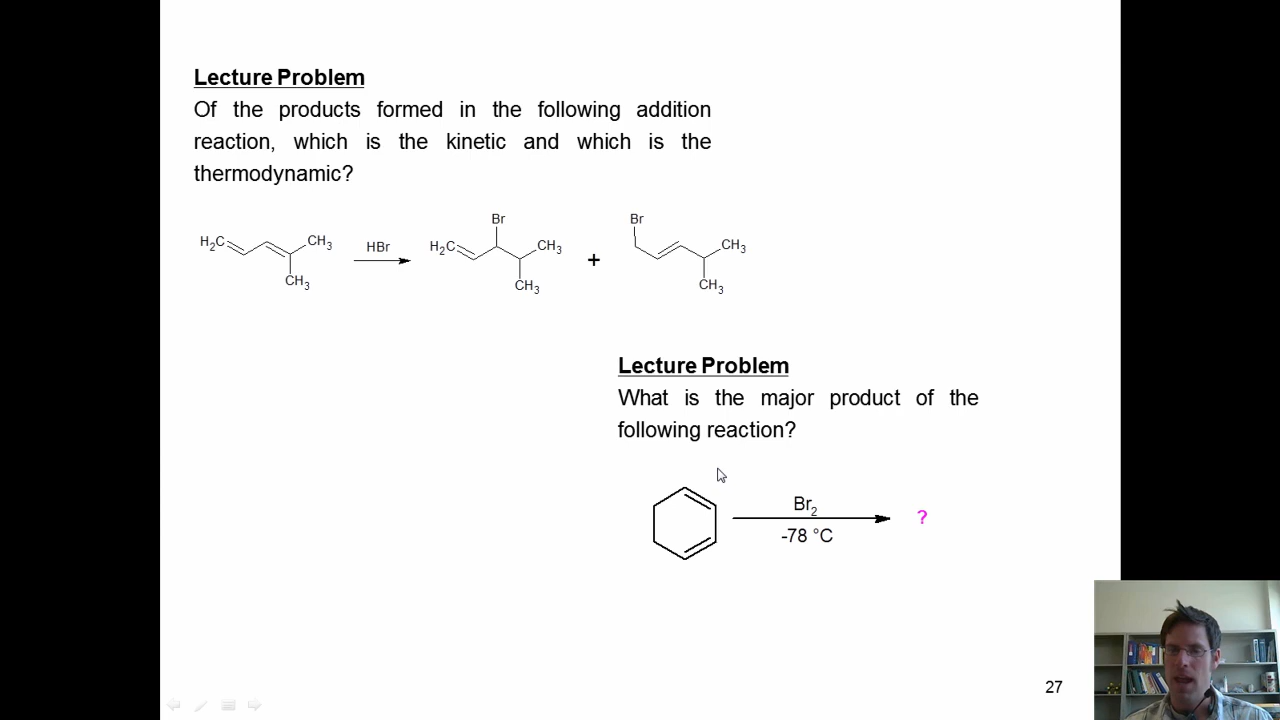 Lecture Problem
Of the products formed in the following addition
reaction, which is the kinetic and which is the
thermodynamic?
Br Br
H₂C CH₃ HBr H₂C CH₃ + CH₃
CH₃ CH₃ CH₃
Lecture Problem
What is the major product of the
following reaction?
Br₂
-78 °C ?
27